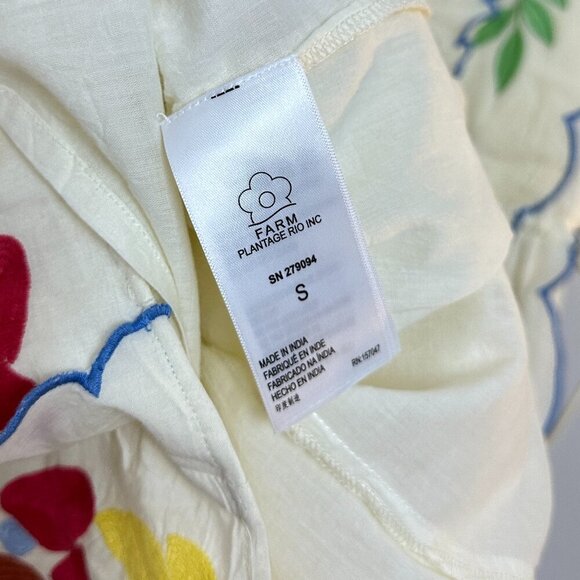 FARM
PLANTAGE RIO INC
SN 279094
S
MADE IN INDIA
FABRIQUÉ EN INDE
FABRICADO NA ÍNDIA
HECHO EN INDIA
印度制造
RN:157047